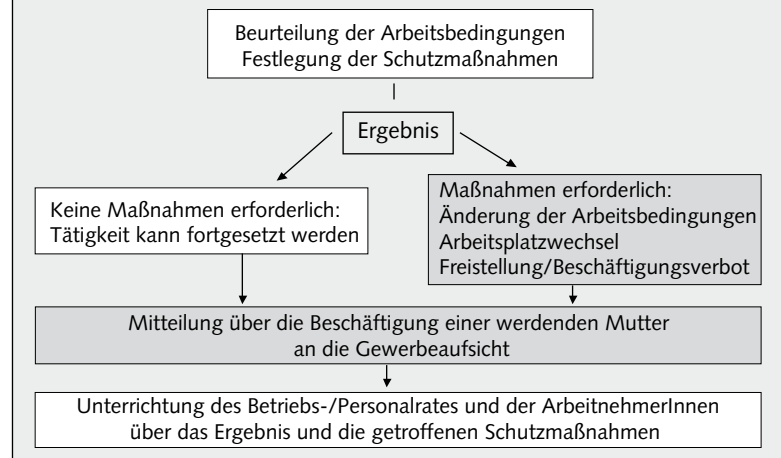 Beurteilung der Arbeitsbedingungen
Festlegung der Schutzmaßnahmen
Ergebnis
Keine Maßnahmen erforderlich:
Tätigkeit kann fortgesetzt werden
Maßnahmen erforderlich:
Änderung der Arbeitsbedingungen
Arbeitsplatzwechsel
Freistellung/Beschäftigungsverbot
Mitteilung über die Beschäftigung einer werdenden Mutter
an die Gewerbeaufsicht
Unterrichtung des Betriebs-/Personalrates und der ArbeitnehmerInnen
über das Ergebnis und die getroffenen Schutzmaßnahmen